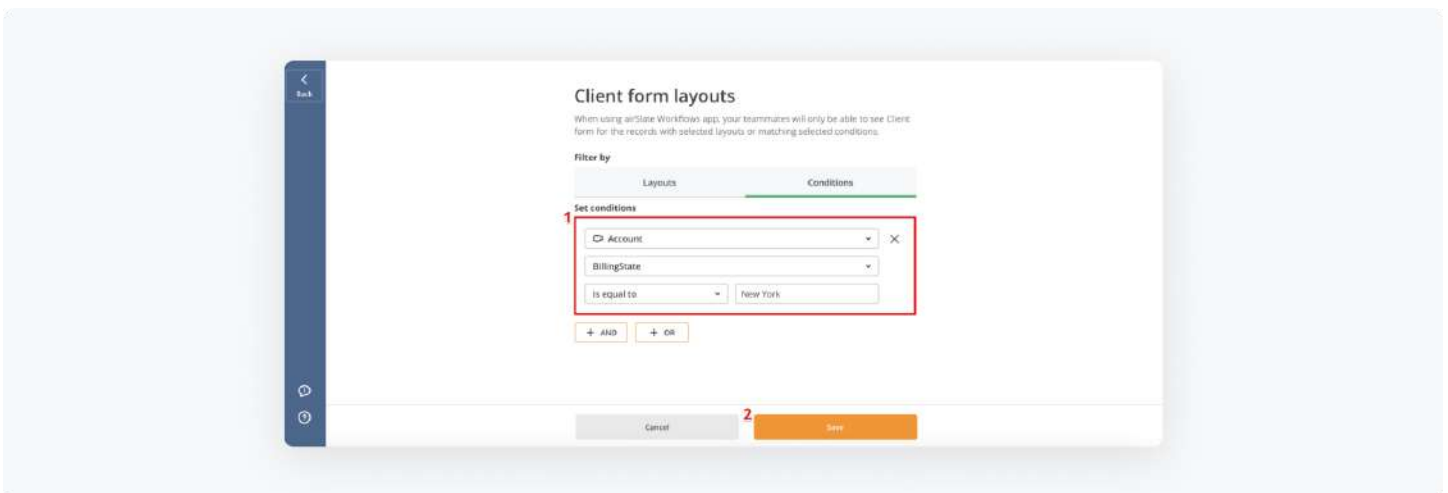 Back
Client form layouts
When using airSlate Workflows app, your teammates will only be able to see Client
form for the records with selected layouts or matching selected conditions.
Filter by
Layouts
Conditions
Set conditions
1
Account
BillingState
Is equal to
New York
+ AND
+ OR
Cancel
2
Save